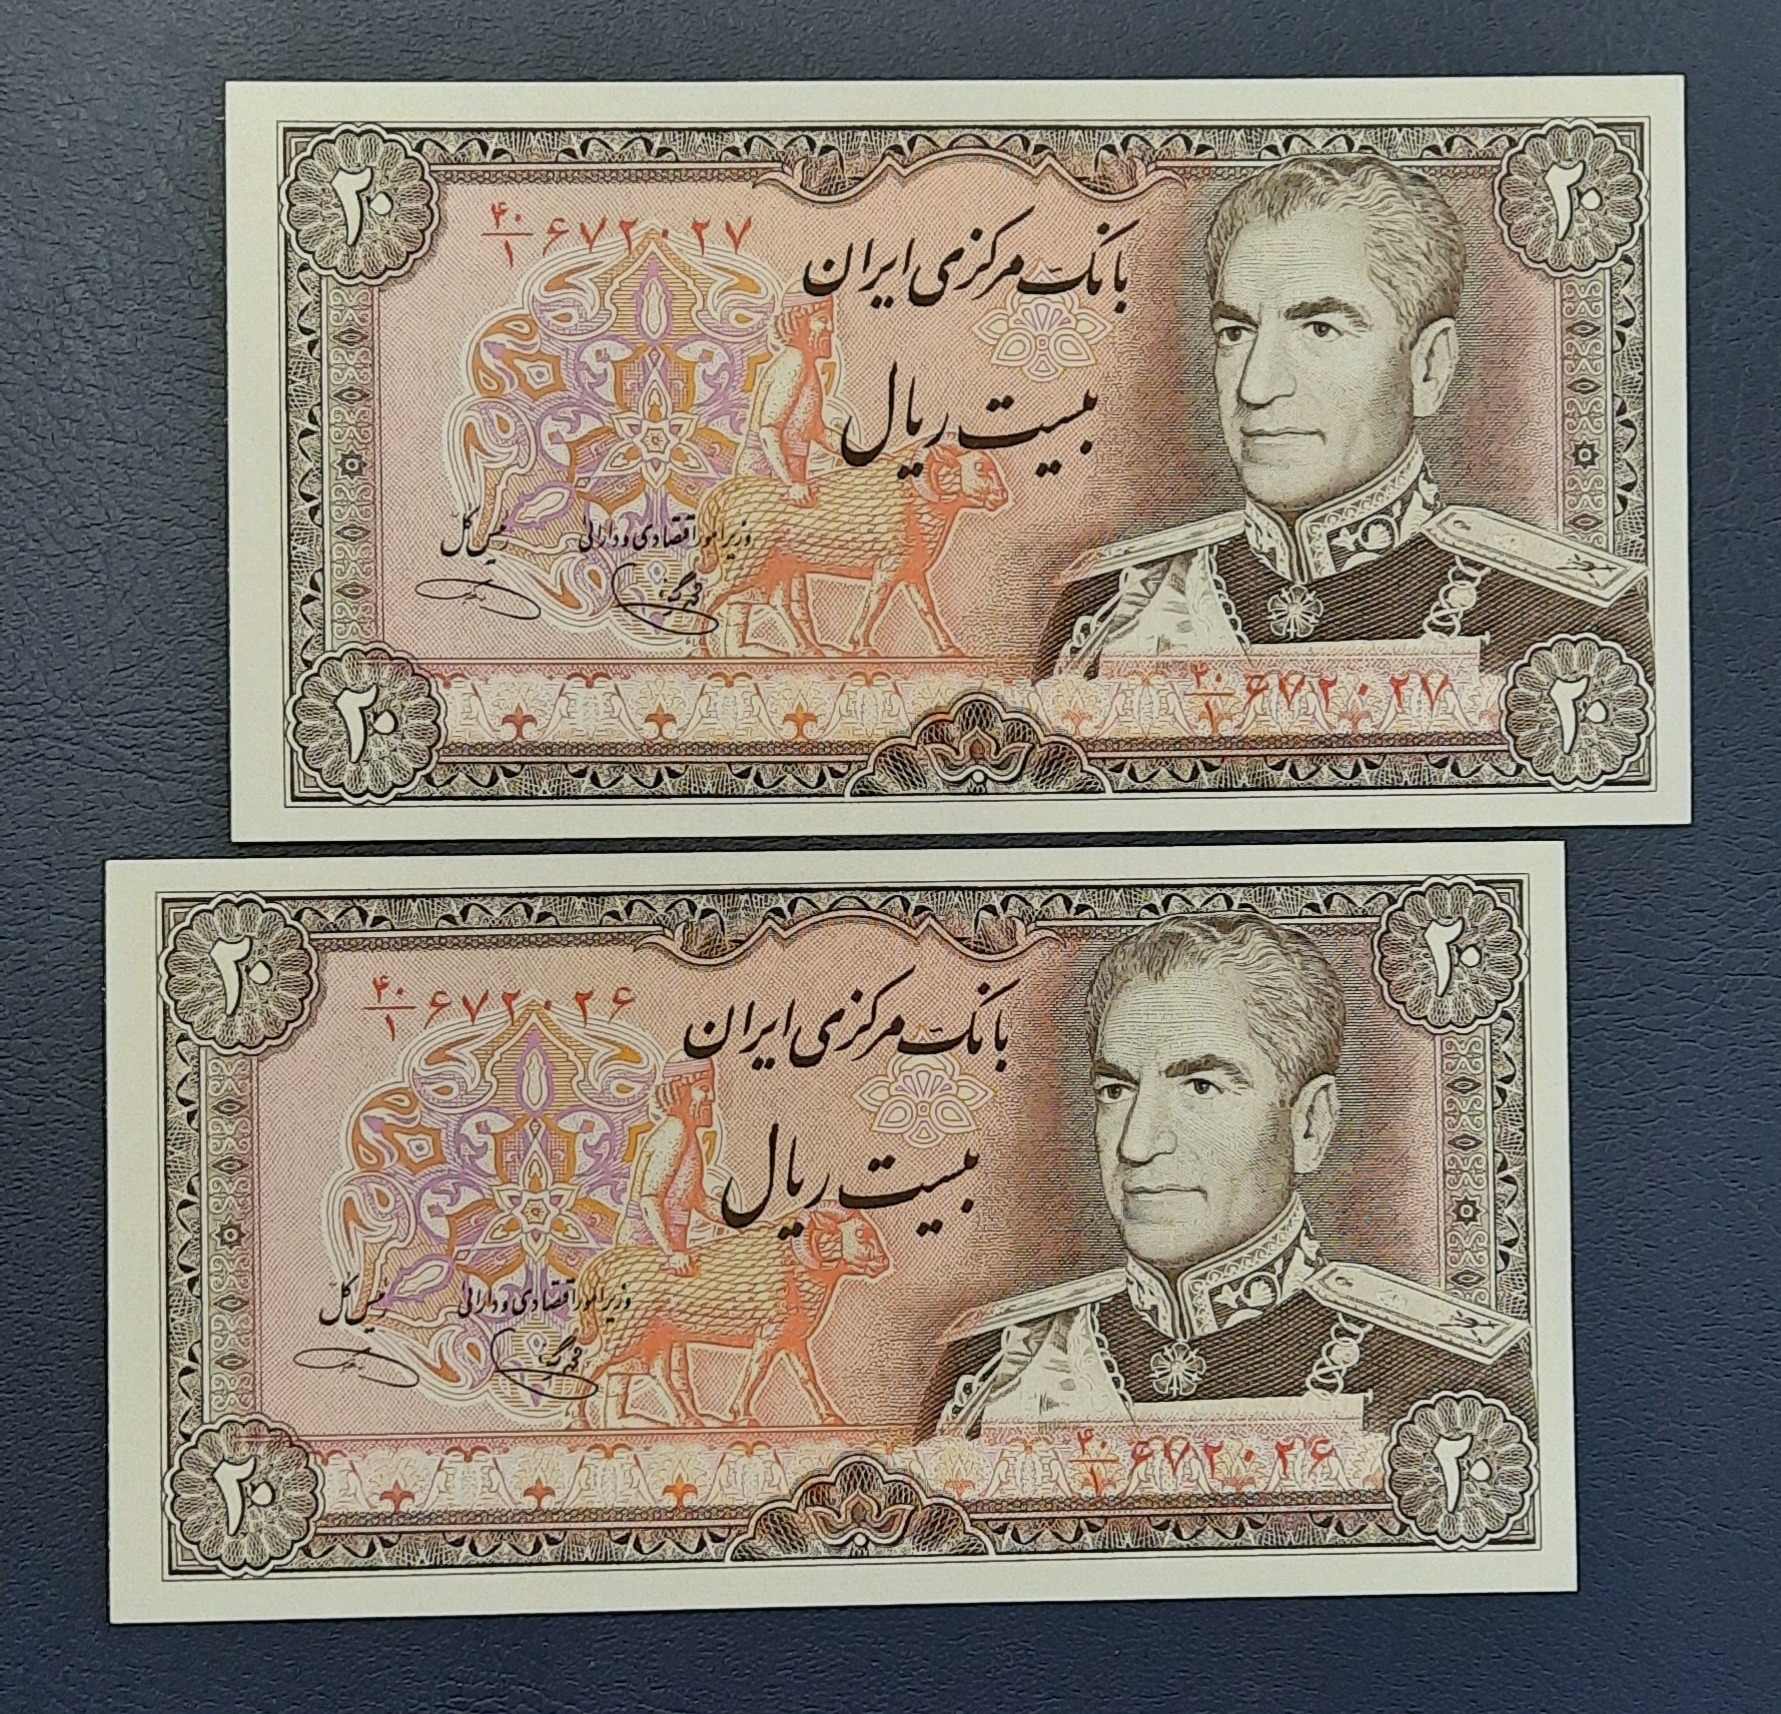 ۲۰
۲۰
۴۰/۱ ۶۷۲۰۲۷
بانک مرکزی ایران
بیست ریال
وزیر امور اقتصادی و دارائی
رئیس کل
۴۰/۱ ۶۷۲۰۲۷
۲۰
۲۰
۲۰
۲۰
۴۰/۱ ۶۷۲۰۲۶
بانک مرکزی ایران
بیست ریال
وزیر امور اقتصادی و دارائی
رئیس کل
۴۰/۱ ۶۷۲۰۲۶
۲۰
۲۰